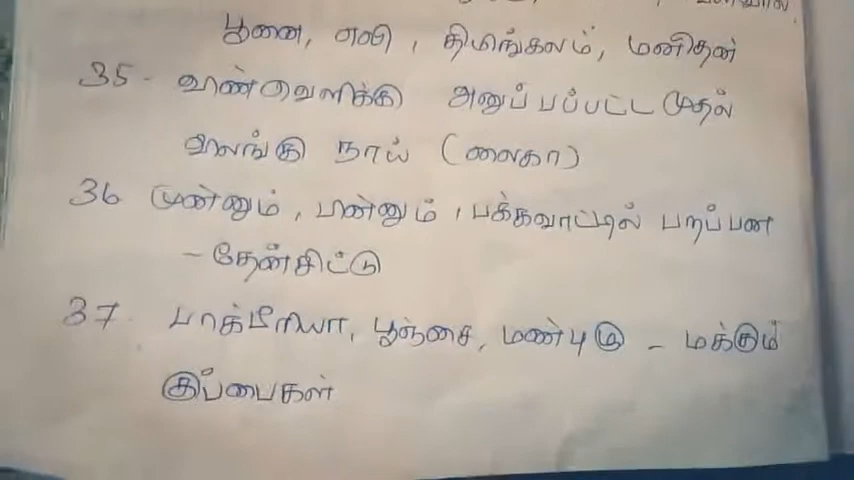 பூனை, எலி, திமிங்கலம், மனிதன்
35 - விண்வெளிக்கு அனுப்பப்பட்ட முதல்
விலங்கு நாய் (லைகா)
36 முன்னும், பின்னும், பக்கவாட்டில் பறப்பன
- தேன்சிட்டு
37. பாக்டீரியா, பூஞ்சை, மண்புழு - மக்கும்
குப்பைகள்